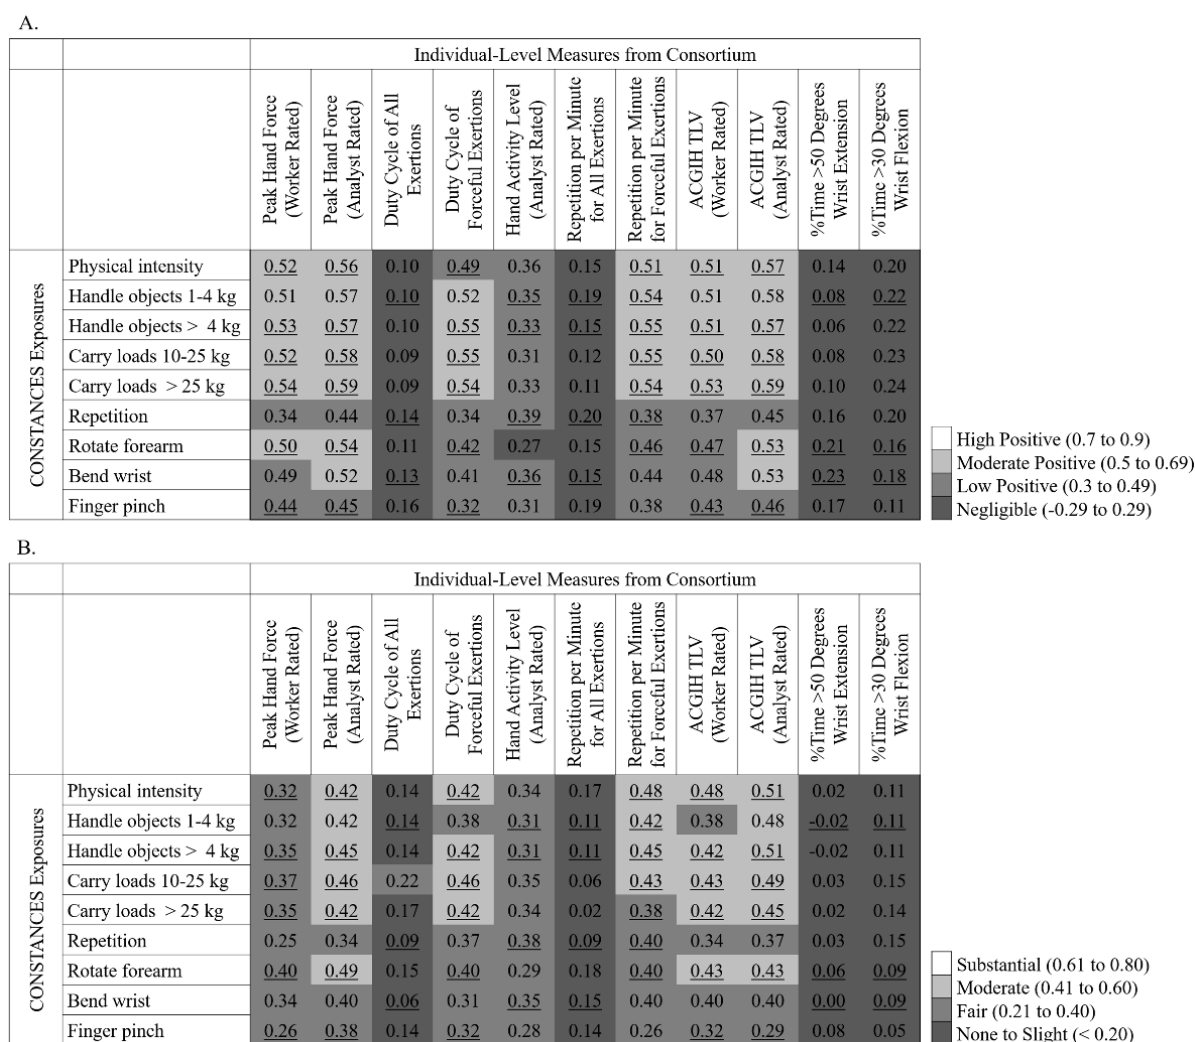 A.
Individual-Level Measures from Consortium
Peak Hand Force
(Worker Rated)
Peak Hand Force
(Analyst Rated)
Duty Cycle of All
Exertions
Duty Cycle of
Forceful Exertions
Hand Activity Level
(Analyst Rated)
Repetition per Minute
for All Exertions
Repetition per Minute
for Forceful Exertions
ACGIH TLV
(Worker Rated)
ACGIH TLV
(Analyst Rated)
%Time >50 Degrees
Wrist Extension
%Time >30 Degrees
Wrist Flexion
CONSTANCES Exposures
Physical intensity 0.52 0.56 0.10 0.49 0.36 0.15 0.51 0.51 0.57 0.14 0.20
Handle objects 1-4 kg 0.51 0.57 0.10 0.52 0.35 0.19 0.54 0.51 0.58 0.08 0.22
Handle objects > 4 kg 0.53 0.57 0.10 0.55 0.33 0.15 0.55 0.51 0.57 0.06 0.22
Carry loads 10-25 kg 0.52 0.58 0.09 0.55 0.31 0.12 0.55 0.50 0.58 0.08 0.23
Carry loads > 25 kg 0.54 0.59 0.09 0.54 0.33 0.11 0.54 0.53 0.59 0.10 0.24
Repetition 0.34 0.44 0.14 0.34 0.39 0.20 0.38 0.37 0.45 0.16 0.20
Rotate forearm 0.50 0.54 0.11 0.42 0.27 0.15 0.46 0.47 0.53 0.21 0.16
Bend wrist 0.49 0.52 0.13 0.41 0.36 0.15 0.44 0.48 0.53 0.23 0.18
Finger pinch 0.44 0.45 0.16 0.32 0.31 0.19 0.38 0.43 0.46 0.17 0.11
High Positive (0.7 to 0.9)
Moderate Positive (0.5 to 0.69)
Low Positive (0.3 to 0.49)
Negligible (-0.29 to 0.29)
B.
Individual-Level Measures from Consortium
Peak Hand Force
(Worker Rated)
Peak Hand Force
(Analyst Rated)
Duty Cycle of All
Exertions
Duty Cycle of
Forceful Exertions
Hand Activity Level
(Analyst Rated)
Repetition per Minute
for All Exertions
Repetition per Minute
for Forceful Exertions
ACGIH TLV
(Worker Rated)
ACGIH TLV
(Analyst Rated)
%Time >50 Degrees
Wrist Extension
%Time >30 Degrees
Wrist Flexion
CONSTANCES Exposures
Physical intensity 0.32 0.42 0.14 0.42 0.34 0.17 0.48 0.48 0.51 0.02 0.11
Handle objects 1-4 kg 0.32 0.42 0.14 0.38 0.31 0.11 0.42 0.38 0.48 -0.02 0.11
Handle objects > 4 kg 0.35 0.45 0.14 0.42 0.31 0.11 0.45 0.42 0.51 -0.02 0.11
Carry loads 10-25 kg 0.37 0.46 0.22 0.46 0.35 0.06 0.43 0.43 0.49 0.03 0.15
Carry loads > 25 kg 0.35 0.42 0.17 0.42 0.34 0.02 0.38 0.42 0.45 0.02 0.14
Repetition 0.25 0.34 0.09 0.37 0.38 0.09 0.40 0.34 0.37 0.03 0.15
Rotate forearm 0.40 0.49 0.15 0.40 0.29 0.18 0.40 0.43 0.43 0.06 0.09
Bend wrist 0.34 0.40 0.06 0.31 0.35 0.15 0.40 0.40 0.40 0.00 0.09
Finger pinch 0.26 0.38 0.14 0.32 0.28 0.14 0.26 0.32 0.29 0.08 0.05
Substantial (0.61 to 0.80)
Moderate (0.41 to 0.60)
Fair (0.21 to 0.40)
None to Slight (< 0.20)